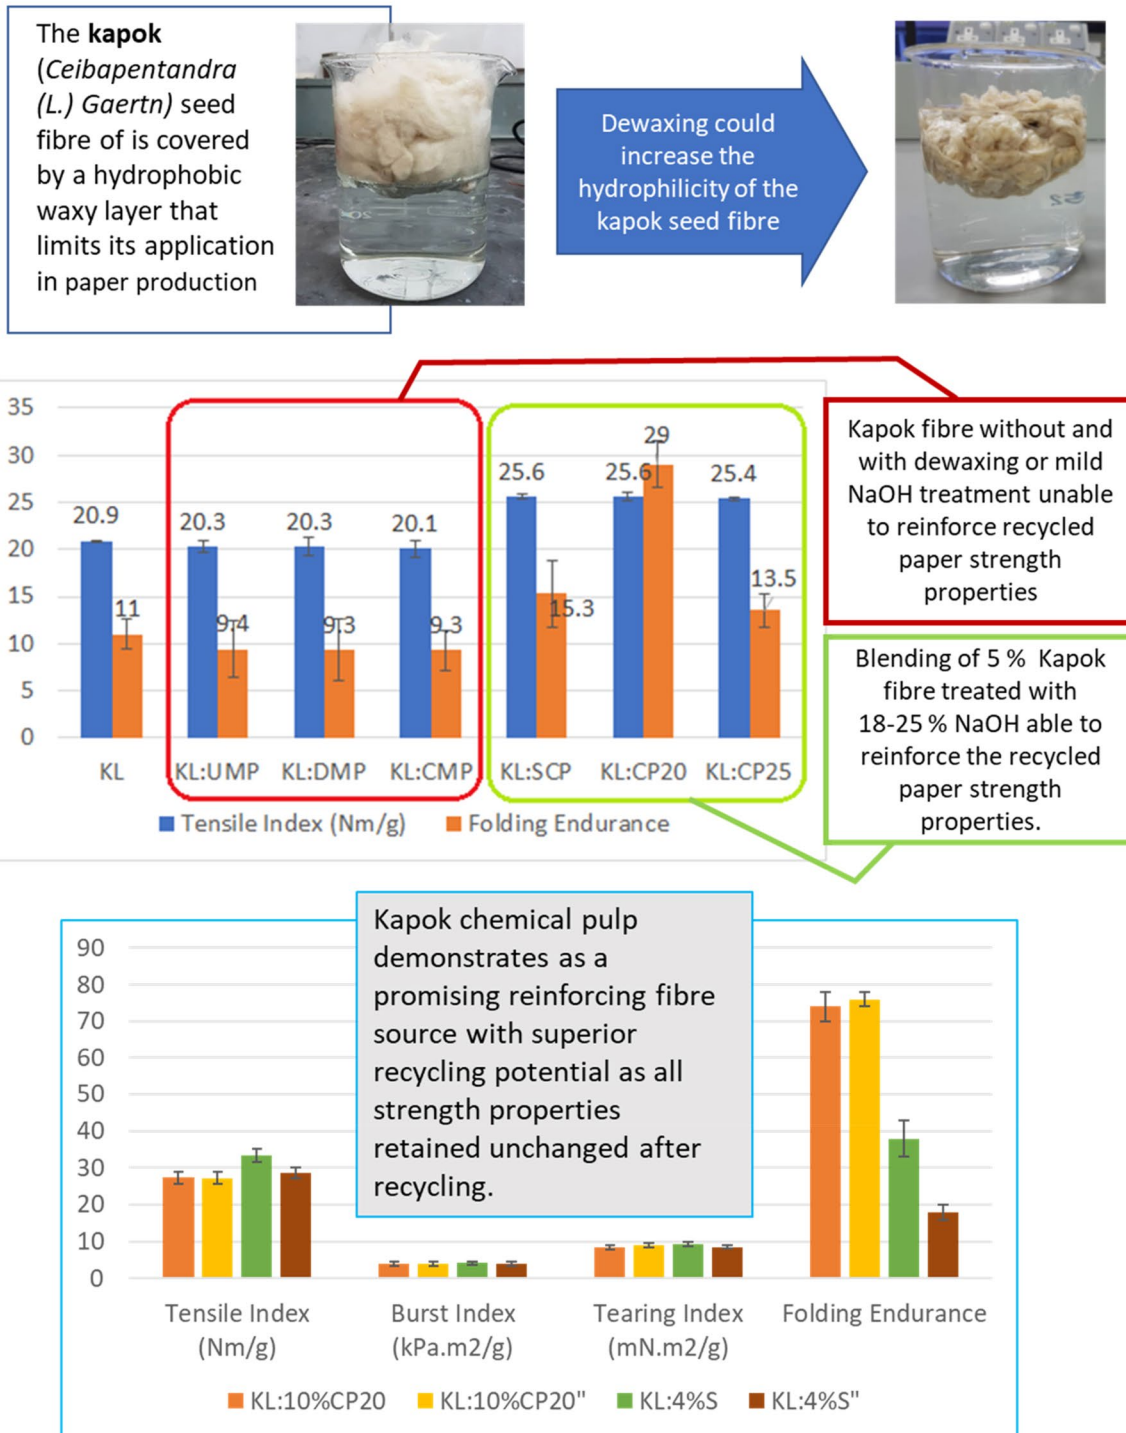 The kapok
(Ceibapentandra
(L.) Gaertn) seed
fibre of is covered
by a hydrophobic
waxy layer that
limits its application
in paper production
Dewaxing could
increase the
hydrophilicity of the
kapok seed fibre
35
30
25
20
15
10
5
0
20.9
11
20.3
9.4
20.3
9.3
20.1
9.3
25.6
15.3
25.6
29
25.4
13.5
KL
KL:UMP
KL:DMP
KL:CMP
KL:SCP
KL:CP20
KL:CP25
Tensile Index (Nm/g)
Folding Endurance
Kapok fibre without and
with dewaxing or mild
NaOH treatment unable
to reinforce recycled
paper strength
properties
Blending of 5 % Kapok
fibre treated with
18-25 % NaOH able to
reinforce the recycled
paper strength
properties.
Kapok chemical pulp
demonstrates as a
promising reinforcing fibre
source with superior
recycling potential as all
strength properties
retained unchanged after
recycling.
90
80
70
60
50
40
30
20
10
0
Tensile Index
(Nm/g)
Burst Index
(kPa.m2/g)
Tearing Index
(mN.m2/g)
Folding Endurance
KL:10%CP20
KL:10%CP20"
KL:4%S
KL:4%S"